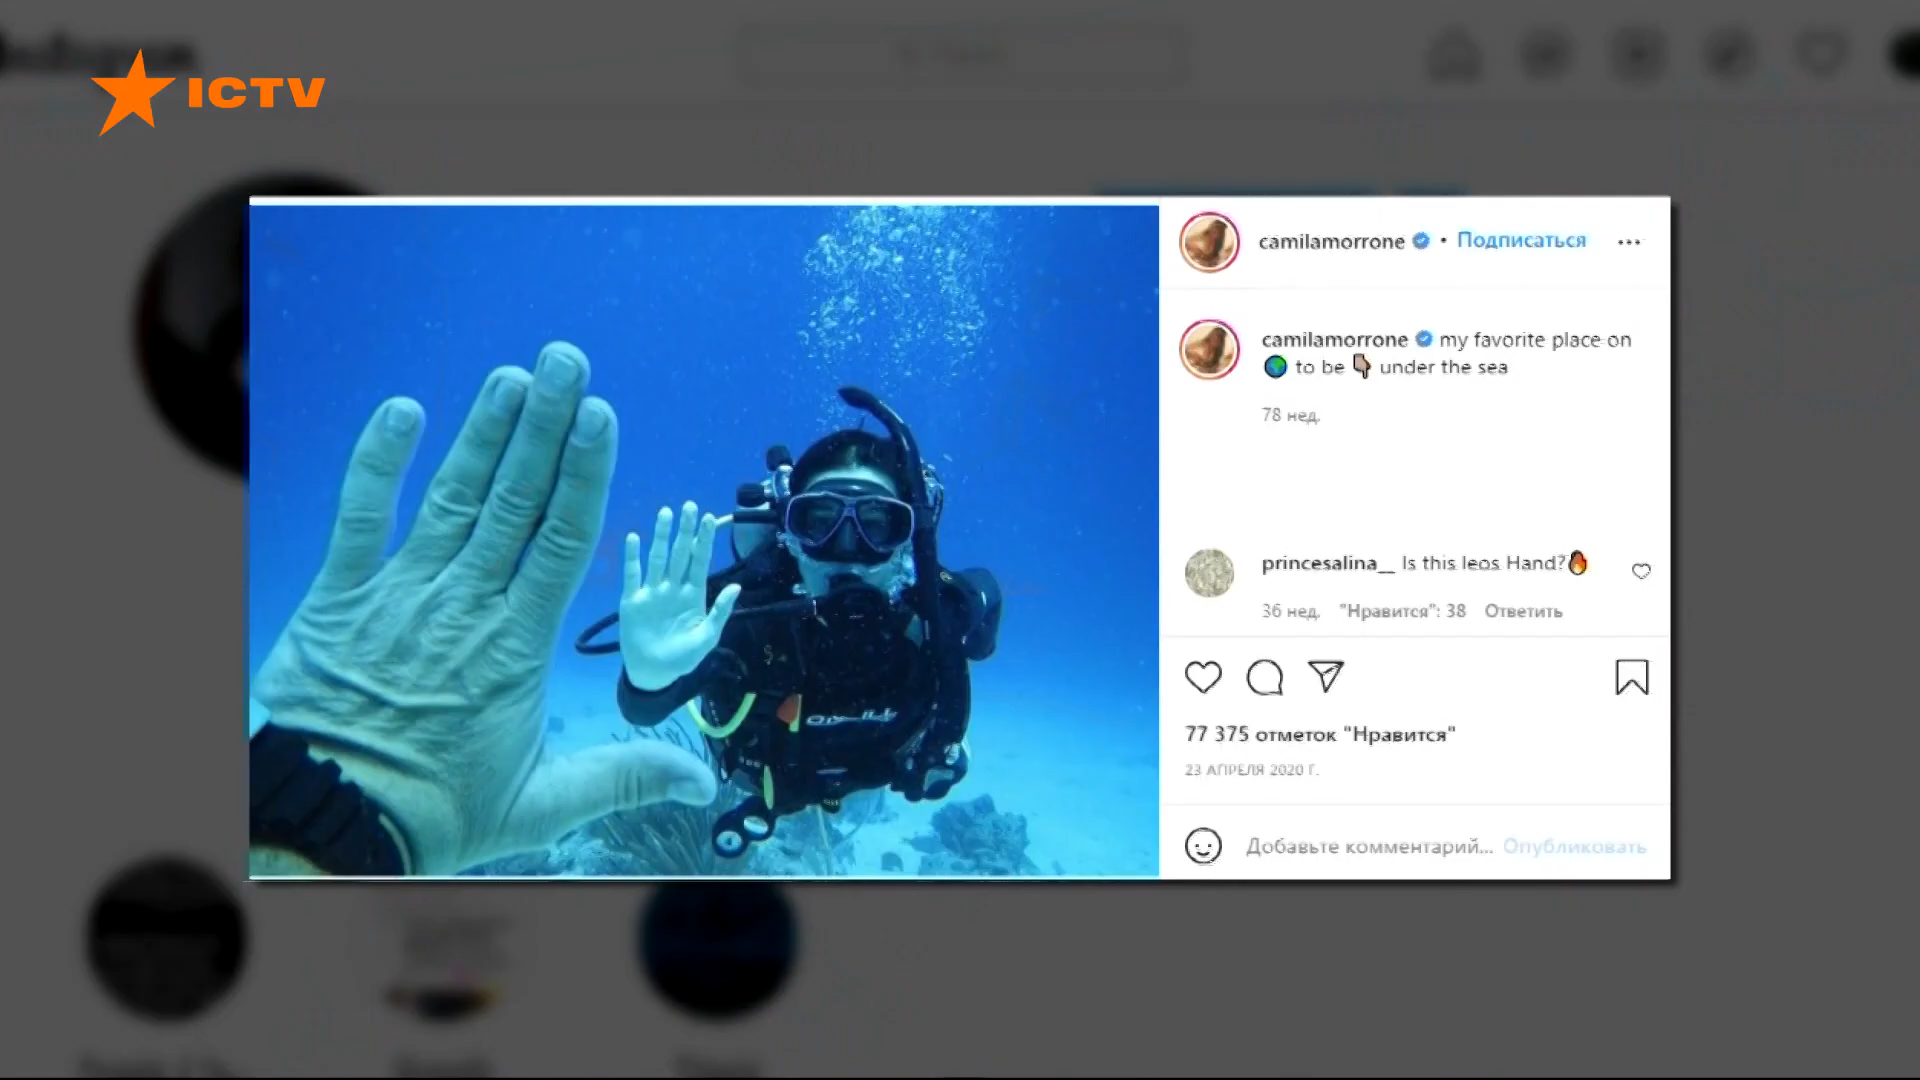 ICTV
camilamorrone • Подписаться
camilamorrone my favorite place on
to be under the sea
78 нед.
princesalina__ Is this leos Hand?
36 нед. "Нравится": 38 Ответить
77 375 отметок "Нравится"
23 АПРЕЛЯ 2020 Г.
Добавьте комментарий... Опубликовать